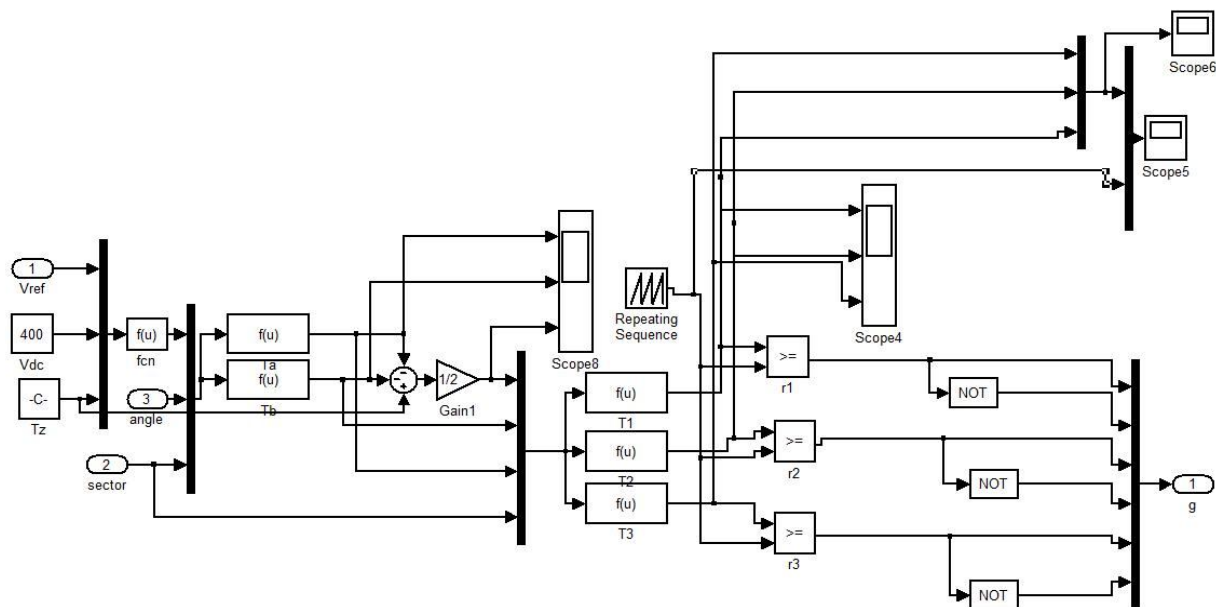 Scope6
Scope5
1
Vref
400
Vdc
-C-
Tz
f(u)
fcn
3
angle
2
sector
f(u)
Ta
f(u)
Tb
1/2
Gain1
Scope8
Repeating
Sequence
Scope4
f(u)
T1
f(u)
T2
f(u)
T3
>=
r1
NOT
>=
r2
NOT
>=
r3
NOT
1
g